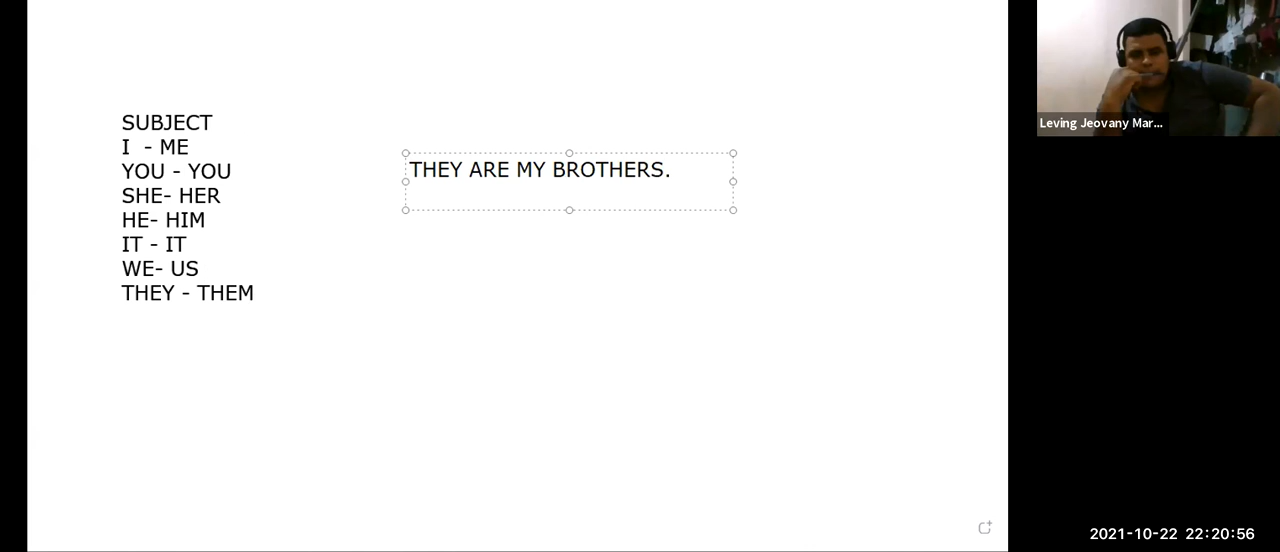 SUBJECT
I - ME
YOU - YOU
SHE- HER
HE- HIM
IT - IT
WE- US
THEY - THEM
THEY ARE MY BROTHERS.
Leving Jeovany Mar...
2021-10-22 22:20:56